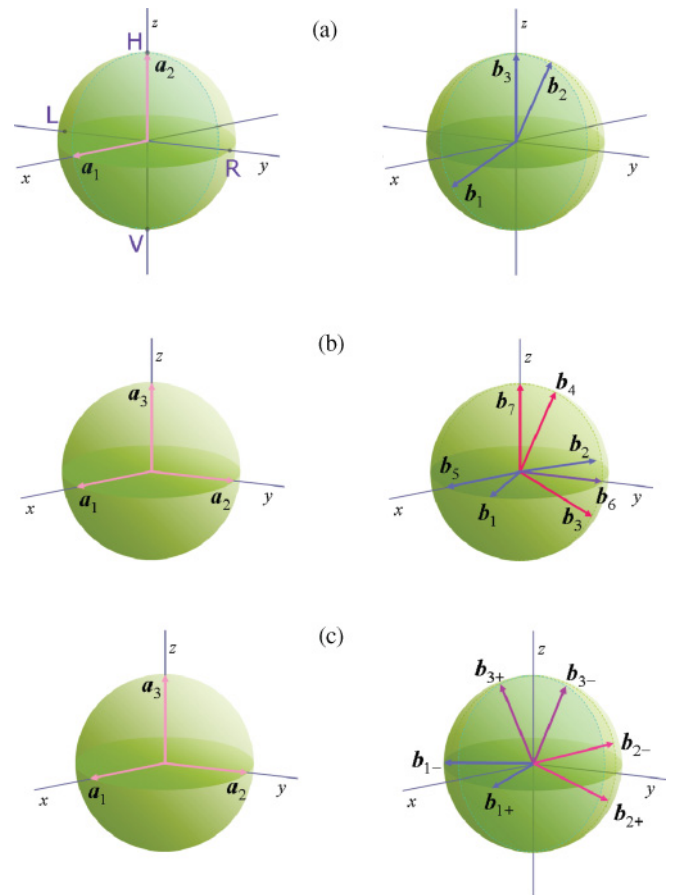 (a)
z
H
a2
L
a1
x
y
R
V
z
b3
b2
b1
x
y
(b)
z
a3
a1
a2
x
y
z
b7
b4
b5
b2
b1
b6
b3
x
y
(c)
z
a3
a1
a2
x
y
z
b3+
b3−
b1−
b2−
b1+
b2+
x
y